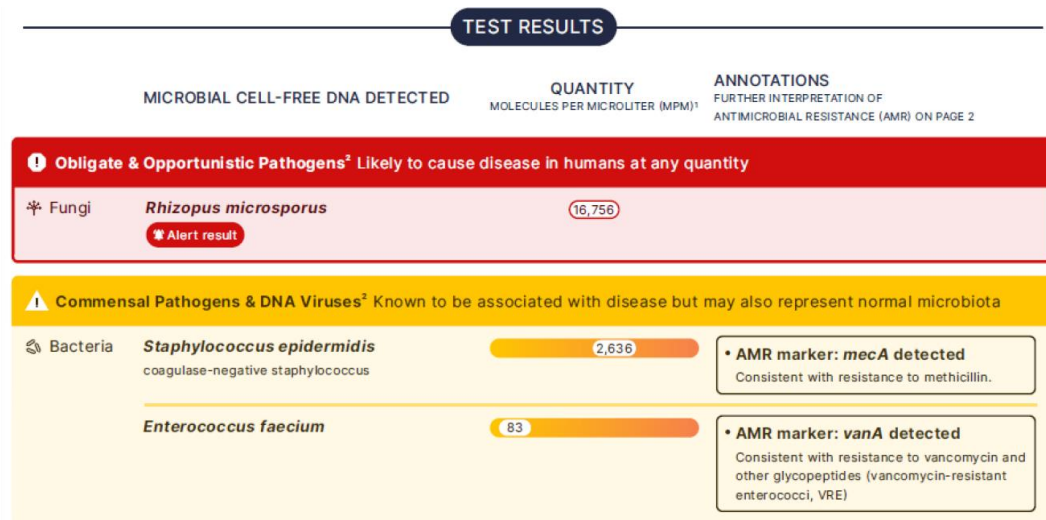 TEST RESULTS
MICROBIAL CELL-FREE DNA DETECTED
QUANTITY
MOLECULES PER MICROLITER (MPM)¹
ANNOTATIONS
FURTHER INTERPRETATION OF
ANTIMICROBIAL RESISTANCE (AMR) ON PAGE 2
! Obligate & Opportunistic Pathogens² Likely to cause disease in humans at any quantity
Fungi
Rhizopus microsporus
16,756
Alert result
! Commensal Pathogens & DNA Viruses² Known to be associated with disease but may also represent normal microbiota
Bacteria
Staphylococcus epidermidis
coagulase-negative staphylococcus
2,636
• AMR marker: mecA detected
Consistent with resistance to methicillin.
Enterococcus faecium
83
• AMR marker: vanA detected
Consistent with resistance to vancomycin and
other glycopeptides (vancomycin-resistant
enterococci, VRE)